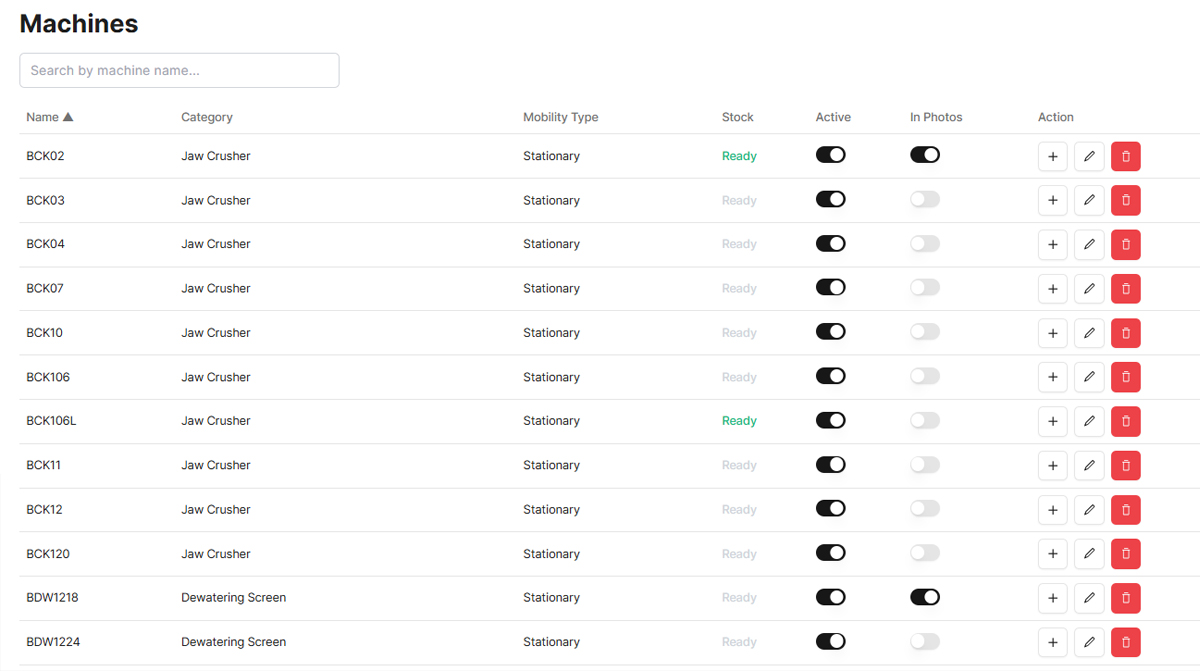 Machines
Search by machine name...
Name ▲ Category Mobility Type Stock Active In Photos Action
BCK02 Jaw Crusher Stationary Ready
BCK03 Jaw Crusher Stationary Ready
BCK04 Jaw Crusher Stationary Ready
BCK07 Jaw Crusher Stationary Ready
BCK10 Jaw Crusher Stationary Ready
BCK106 Jaw Crusher Stationary Ready
BCK106L Jaw Crusher Stationary Ready
BCK11 Jaw Crusher Stationary Ready
BCK12 Jaw Crusher Stationary Ready
BCK120 Jaw Crusher Stationary Ready
BDW1218 Dewatering Screen Stationary Ready
BDW1224 Dewatering Screen Stationary Ready